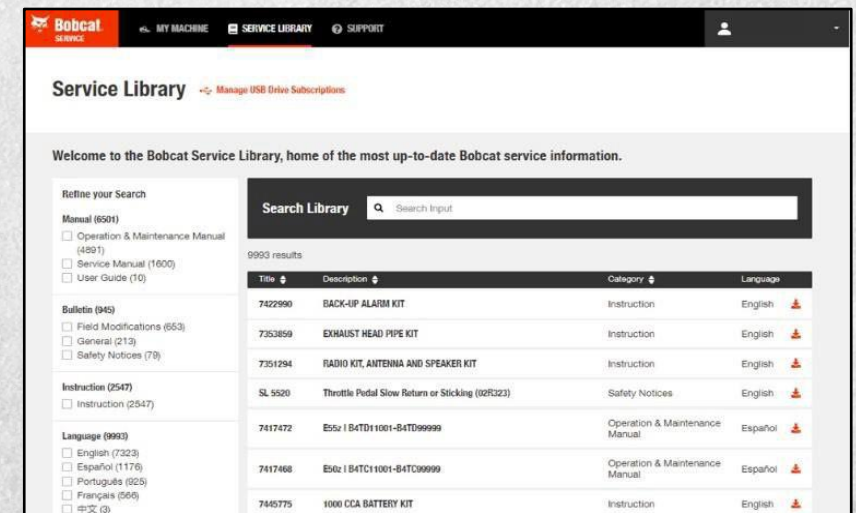 Bobcat
SERVICE
MY MACHINE
SERVICE LIBRARY
SUPPORT
Service Library
Manage USB Drive Subscriptions
Welcome to the Bobcat Service Library, home of the most up-to-date Bobcat service information.
Refine your Search
Manual (6501)
Operation & Maintenance Manual
(4891)
Service Manual (1600)
User Guide (10)
Bulletin (945)
Field Modifications (653)
General (213)
Safety Notices (79)
Instruction (2547)
Instruction (2547)
Language (9993)
English (7323)
Español (1176)
Português (925)
Français (566)
中文 (3)
Search Library
Search Input
9993 results
Title Description Category Language
7422990 BACK-UP ALARM KIT Instruction English
7353859 EXHAUST HEAD PIPE KIT Instruction English
7351294 RADIO KIT, ANTENNA AND SPEAKER KIT Instruction English
SL 5520 Throttle Pedal Slow Return or Sticking (02R323) Safety Notices English
7417472 E55z | B4TD11001-B4TD99999 Operation & Maintenance Manual Español
7417468 E50z | B4TC11001-B4TC99999 Operation & Maintenance Manual Español
7445775 1000 CCA BATTERY KIT Instruction English